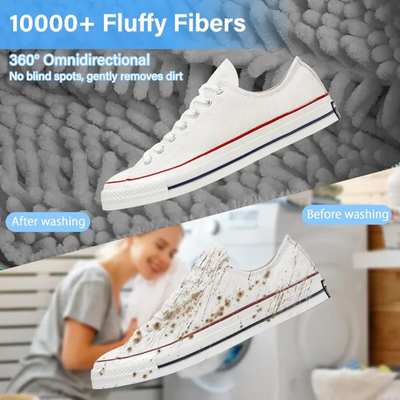 10000+ Fluffy Fibers
360° Omnidirectional
No blind spots, gently removes dirt
After washing
Before washing